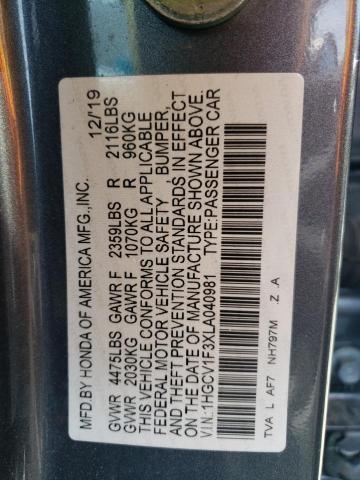 MFD.BY HONDA OF AMERICA MFG.,INC. 12/19
GVWR 4475LBS GAWR F 2359LBS R 2116LBS
GVWR 2030KG GAWR F 1070KG R 960KG
THIS VEHICLE CONFORMS TO ALL APPLICABLE
FEDERAL MOTOR VEHICLE SAFETY, BUMPER,
AND THEFT PREVENTION STANDARDS IN EFFECT
ON THE DATE OF MANUFACTURE SHOWN ABOVE.
V.I.N.:1HGCV1F3XLA040981 TYPE:PASSENGER CAR
TVA L AF7 NH797M .Z .A